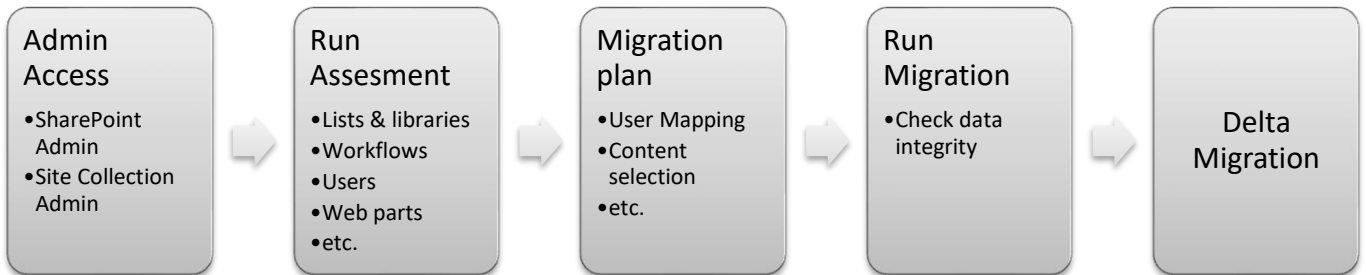 Admin
Access
•SharePoint
Admin
•Site Collection
Admin
Run
Assesment
•Lists & libraries
•Workflows
•Users
•Web parts
•etc.
Migration
plan
•User Mapping
•Content
selection
•etc.
Run
Migration
•Check data
integrity
Delta
Migration